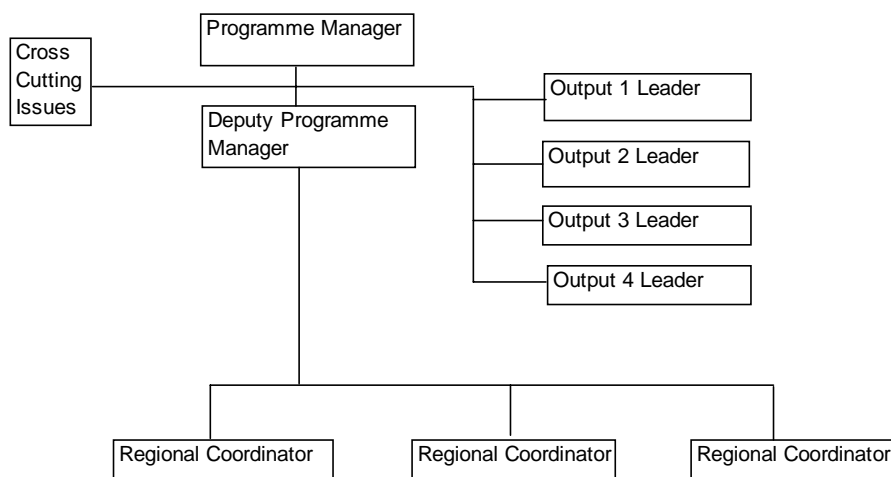 Programme Manager
Cross
Cutting
Issues
Output 1 Leader
Deputy Programme
Manager
Output 2 Leader
Output 3 Leader
Output 4 Leader
Regional Coordinator
Regional Coordinator
Regional Coordinator